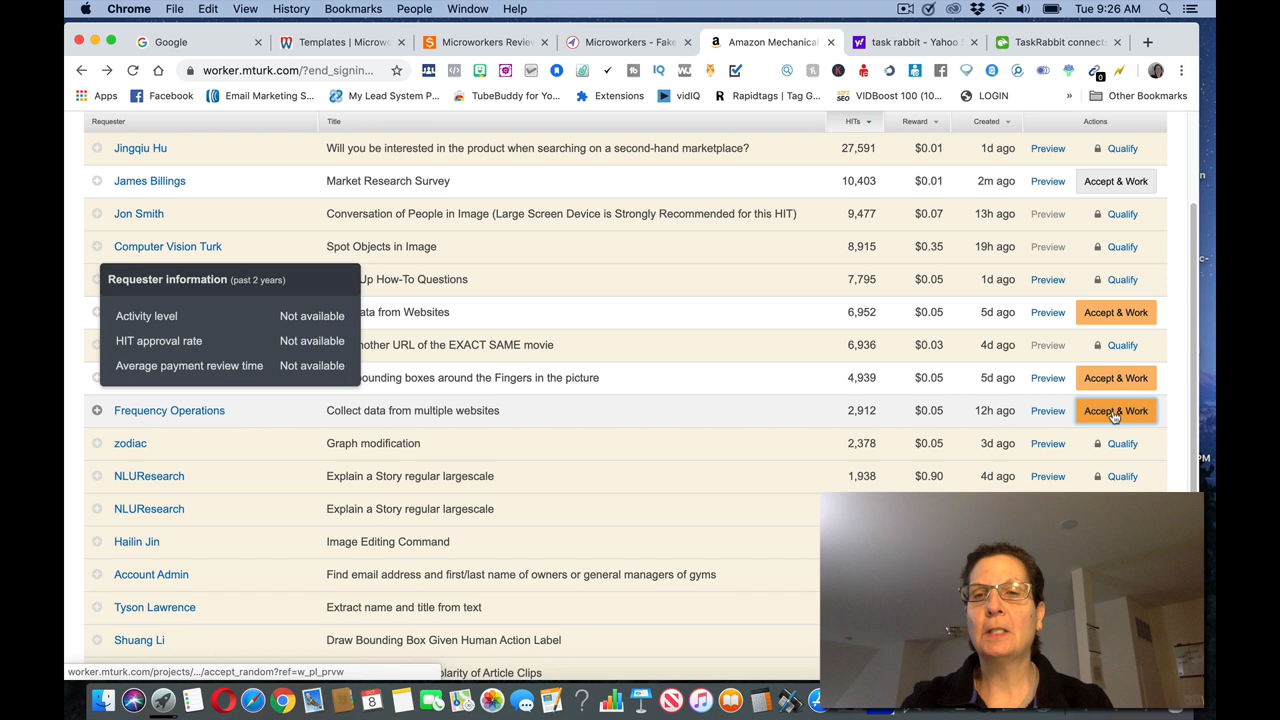 Chrome File Edit View History Bookmarks People Window Help Tue 9:26 AM
Google Templates | Microwo Microworkers Revie Microworkers - Fake Amazon Mechanical task rabbit - Yahoo S TaskRabbit connects
worker.mturk.com/?end_signin...
Apps Facebook Email Marketing S... My Lead System P... TubeBuddy for Yo... Extensions vidIQ Rapidtags | Tag G... VIDBoost 100 (10... LOGIN » Other Bookmarks
Requester Title HITs Reward Created Actions
Jingqiu Hu Will you be interested in the product when searching on a second-hand marketplace? 27,591 $0.01 1d ago Preview Qualify
James Billings Market Research Survey 10,403 $0.01 2m ago Preview Accept & Work
Jon Smith Conversation of People in Image (Large Screen Device is Strongly Recommended for this HIT) 9,477 $0.07 13h ago Preview Qualify
Computer Vision Turk Spot Objects in Image 8,915 $0.35 19h ago Preview Qualify
Requester information (past 2 years) Up How-To Questions 7,795 $0.05 1d ago Preview Qualify
Activity level Not available ata from Websites 6,952 $0.05 5d ago Preview Accept & Work
HIT approval rate Not available nother URL of the EXACT SAME movie 6,936 $0.03 4d ago Preview Qualify
Average payment review time Not available
ounding boxes around the Fingers in the picture 4,939 $0.05 5d ago Preview Accept & Work
Frequency Operations Collect data from multiple websites 2,912 $0.05 12h ago Preview Accept & Work
zodiac Graph modification 2,378 $0.05 3d ago Preview Qualify
NLUResearch Explain a Story regular largescale 1,938 $0.90 4d ago Preview Qualify
NLUResearch Explain a Story regular largescale
Hailin Jin Image Editing Command
Account Admin Find email address and first/last name of owners or general managers of gyms
Tyson Lawrence Extract name and title from text
Shuang Li Draw Bounding Box Given Human Action Label
worker.mturk.com/projects/.../accept_random?ref=w_pl_prvw olarity of Article Clips